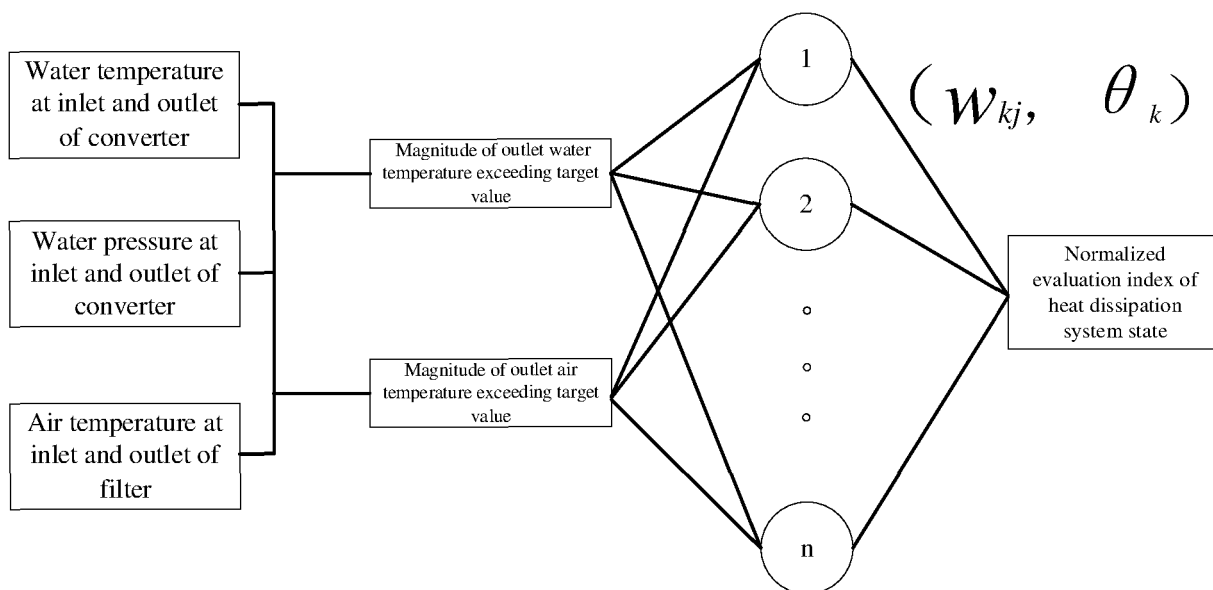 Water temperature
at inlet and outlet
of converter
Water pressure at
inlet and outlet of
converter
Air temperature at
inlet and outlet of
filter
Magnitude of outlet water
temperature exceeding target
value
Magnitude of outlet air
temperature exceeding target
value
1
2
n
(w_{kj}, θ_k)
Normalized
evaluation index of
heat dissipation
system state